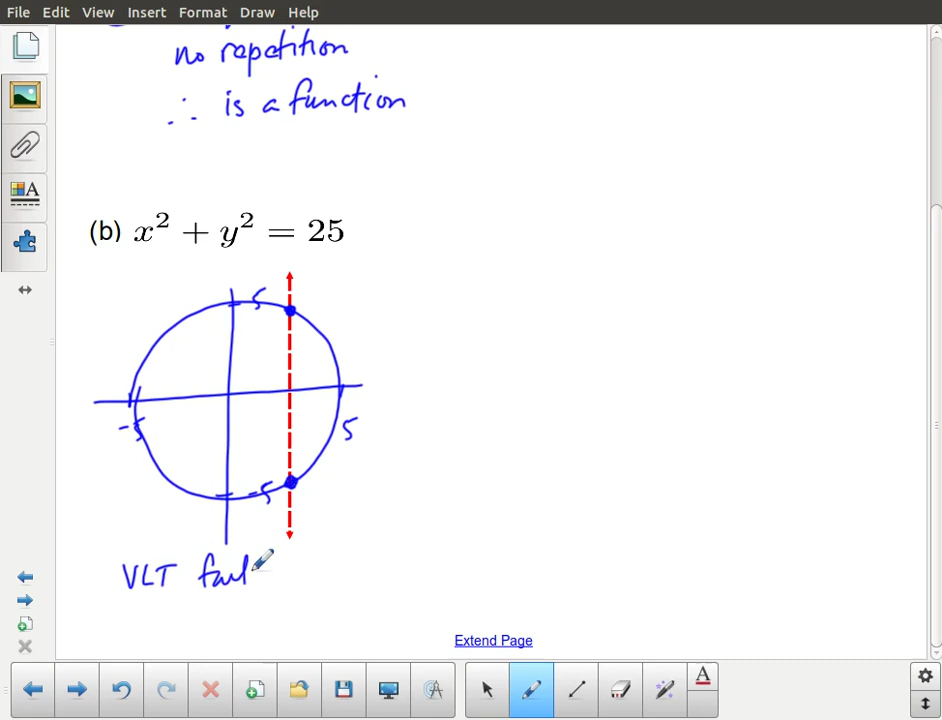 File Edit View Insert Format Draw Help
no repetition
∴ is a function
(b) x² + y² = 25
5
-5
5
-5
VLT fail
Extend Page
A